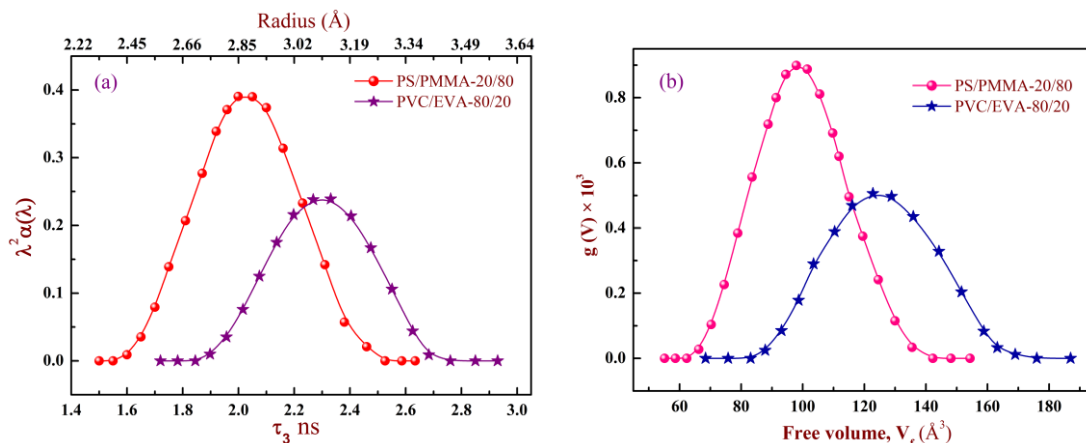 Radius (Å)
2.22 2.45 2.66 2.85 3.02 3.19 3.34 3.49 3.64
(a)
PS/PMMA-20/80
PVC/EVA-80/20
λ²α(λ)
0.4
0.3
0.2
0.1
0.0
1.4 1.6 1.8 2.0 2.2 2.4 2.6 2.8 3.0
τ₃ ns
(b)
PS/PMMA-20/80
PVC/EVA-80/20
g (V) × 10³
0.8
0.6
0.4
0.2
0.0
60 80 100 120 140 160 180
Free volume, V (Å³)